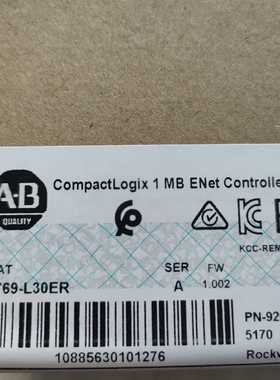 AB
QUALITY
CompactLogix 1 MB ENet Controlle
KCC-REM
AT
769-L30ER
SER
A
FW
1.002
PN-92
5170
10885630101276
Rockw